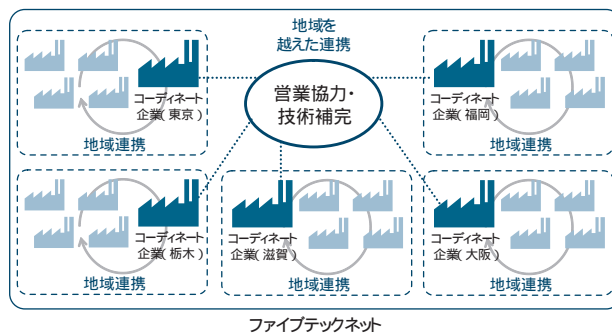 地域を
越えた連携
営業協力・
技術補完
コーディネート
企業(東京)
地域連携
コーディネート
企業(福岡)
地域連携
コーディネート
企業(栃木)
地域連携
コーディネート
企業(滋賀)
地域連携
コーディネート
企業(大阪)
地域連携
ファイブテックネット